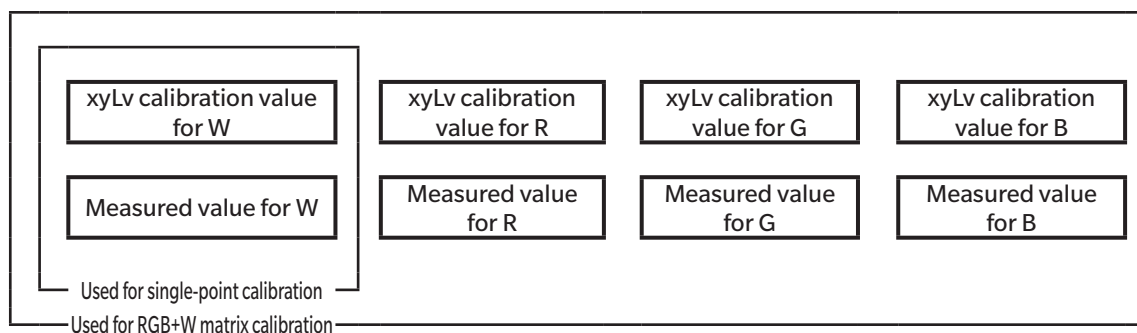 xyLv calibration value
for W
xyLv calibration
value for R
xyLv calibration
value for G
xyLv calibration
value for B
Measured value for W
Measured value
for R
Measured value
for G
Measured value
for B
Used for single-point calibration
Used for RGB+W matrix calibration